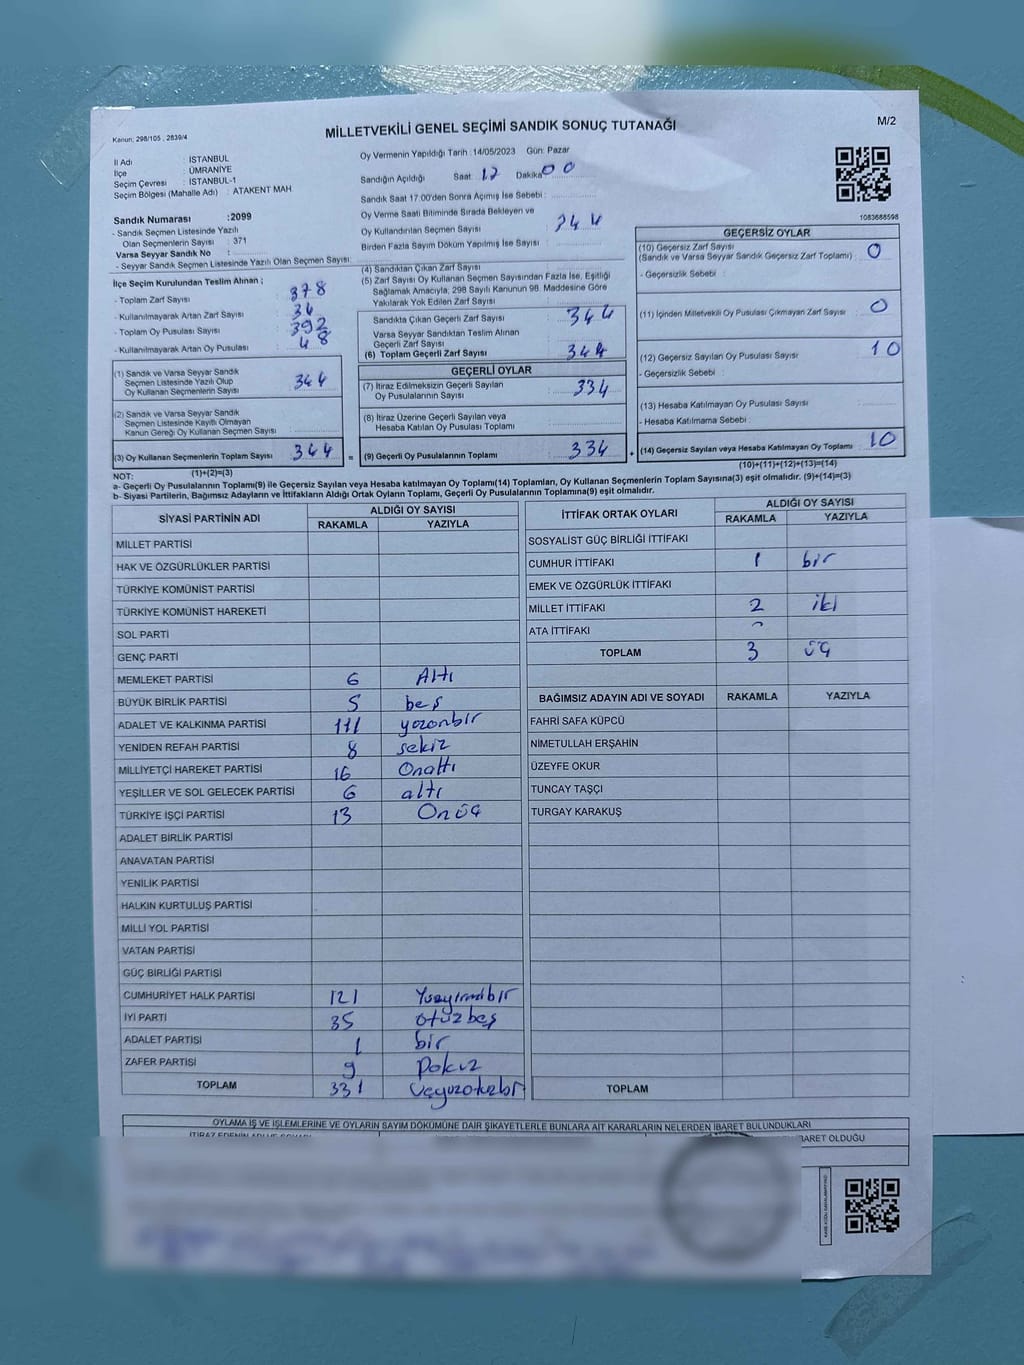 Kanun: 298/105 , 2839/4
MİLLETVEKİLİ GENEL SEÇİMİ SANDIK SONUÇ TUTANAĞI
M/2
İl Adı : İSTANBUL
İlçe : ÜMRANİYE
Seçim Çevresi : İSTANBUL-1
Seçim Bölgesi (Mahalle Adı) : ATAKENT MAH
Oy Vermenin Yapıldığı Tarih :14/05/2023 Gün: Pazar
Sandığın Açıldığı Saat 17 Dakika 00
Sandık Saat 17.00'den Sonra Açımış İse Sebebi :
Oy Verme Saati Bitiminde Sırada Bekleyen ve
Oy Kullandırılan Seçmen Sayısı : 344
Birden Fazla Sayım Döküm Yapılmış İse Sayısı :
1083688598
Sandık Numarası :2099
- Sandık Seçmen Listesinde Yazılı
Olan Seçmenlerin Sayısı : 371
Varsa Seyyar Sandık No :
- Seyyar Sandık Seçmen Listesinde Yazılı Olan Seçmen Sayısı:
İlçe Seçim Kurulundan Teslim Alınan ;
- Toplam Zarf Sayısı : 378
- Kullanılmayarak Artan Zarf Sayısı : 34
- Toplam Oy Pusulası Sayısı : 392
- Kullanılmayarak Artan Oy Pusulası : 48
(1) Sandık ve Varsa Seyyar Sandık
Seçmen Listesinde Yazılı Olup
Oy Kullanan Seçmenlerin Sayısı : 344
(2) Sandık ve Varsa Seyyar Sandık
Seçmen Listesinde Kayıtlı Olmayan
Kanun Gereği Oy Kullanan Seçmen Sayısı :
(3) Oy Kullanan Seçmenlerin Toplam Sayısı : 344
(1)+(2)=(3)
(4) Sandıktan Çıkan Zarf Sayısı :
(5) Zarf Sayısı Oy Kullanan Seçmen Sayısından Fazla İse, Eşitliği
Sağlamak Amacıyla; 298 Sayılı Kanunun 98. Maddesine Göre
Yakılarak Yok Edilen Zarf Sayısı :
Sandıkta Çıkan Geçerli Zarf Sayısı : 344
Varsa Seyyar Sandıktan Teslim Alınan
Geçerli Zarf Sayısı :
(6) Toplam Geçerli Zarf Sayısı : 344
GEÇERLİ OYLAR
(7) İtiraz Edilmeksizin Geçerli Sayılan
Oy Pusulalarının Sayısı : 334
(8) İtiraz Üzerine Geçerli Sayılan veya
Hesaba Katılan Oy Pusulası Toplamı :
= (9) Geçerli Oy Pusulalarının Toplamı : 334
GEÇERSİZ OYLAR
(10) Geçersiz Zarf Sayısı
(Sandık ve Varsa Seyyar Sandık Geçersiz Zarf Toplamı) : 0
- Geçersizlik Sebebi :
(11) İçinden Milletvekili Oy Pusulası Çıkmayan Zarf Sayısı : 0
(12) Geçersiz Sayılan Oy Pusulası Sayısı : 10
- Geçersizlik Sebebi :
(13) Hesaba Katılmayan Oy Pusulası Sayısı :
- Hesaba Katılmama Sebebi :
+ (14) Geçersiz Sayılan veya Hesaba Katılmayan Oy Toplamı : 10
(10)+(11)+(12)+(13)=(14)
NOT:
a- Geçerli Oy Pusulalarının Toplamı(9) ile Geçersiz Sayılan veya Hesaba katılmayan Oy Toplamı(14) Toplamları, Oy Kullanan Seçmenlerin Toplam Sayısına(3) eşit olmalıdır. (9)+(14)=(3)
b- Siyasi Partilerin, Bağımsız Adayların ve İttifakların Aldığı Ortak Oyların Toplamı, Geçerli Oy Pusulalarının Toplamına(9) eşit olmalıdır.
SİYASİ PARTİNİN ADI ALDIĞI OY SAYISI
RAKAMLA YAZIYLA
MİLLET PARTİSİ
HAK VE ÖZGÜRLÜKLER PARTİSİ
TÜRKİYE KOMÜNİST PARTİSİ
TÜRKİYE KOMÜNİST HAREKETİ
SOL PARTİ
GENÇ PARTİ
MEMLEKET PARTİSİ 6 Altı
BÜYÜK BİRLİK PARTİSİ 5 beş
ADALET VE KALKINMA PARTİSİ 111 yüzonbir
YENİDEN REFAH PARTİSİ 8 sekiz
MİLLİYETÇİ HAREKET PARTİSİ 16 Onaltı
YEŞİLLER VE SOL GELECEK PARTİSİ 6 altı
TÜRKİYE İŞÇİ PARTİSİ 13 Onüç
ADALET BİRLİK PARTİSİ
ANAVATAN PARTİSİ
YENİLİK PARTİSİ
HALKIN KURTULUŞ PARTİSİ
MİLLİ YOL PARTİSİ
VATAN PARTİSİ
GÜÇ BİRLİĞİ PARTİSİ
CUMHURİYET HALK PARTİSİ 121 Yüzyirmibir
İYİ PARTİ 35 otuzbeş
ADALET PARTİSİ 1 bir
ZAFER PARTİSİ 9 Dokuz
TOPLAM 331 üçyüzotuzbir
İTTİFAK ORTAK OYLARI ALDIĞI OY SAYISI
RAKAMLA YAZIYLA
SOSYALİST GÜÇ BİRLİĞİ İTTİFAKI
CUMHUR İTTİFAKI 1 bir
EMEK VE ÖZGÜRLÜK İTTİFAKI
MİLLET İTTİFAKI 2 iki
ATA İTTİFAKI
TOPLAM 3 üç
BAĞIMSIZ ADAYIN ADI VE SOYADI RAKAMLA YAZIYLA
FAHRİ SAFA KÜPCÜ
NİMETULLAH ERŞAHİN
ÜZEYFE OKUR
TUNCAY TAŞÇI
TURGAY KARAKUŞ
TOPLAM
OYLAMA İŞ VE İŞLEMLERİNE VE OYLARIN SAYIM DÖKÜMÜNE DAİR ŞİKAYETLERLE BUNLARA AİT KARARLARIN NELERDEN İBARET BULUNDUKLARI
BARET OLDUĞU